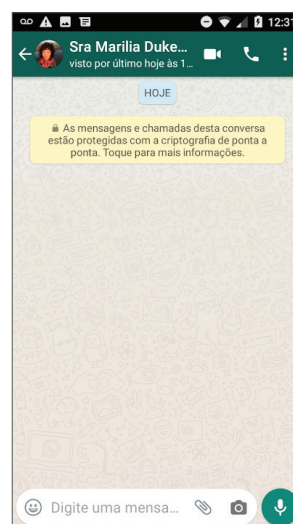 12:31
Sra Marilia Duke...
visto por último hoje às 1...
HOJE
As mensagens e chamadas desta conversa
estão protegidas com a criptografia de ponta a
ponta. Toque para mais informações.
Digite uma mensa...